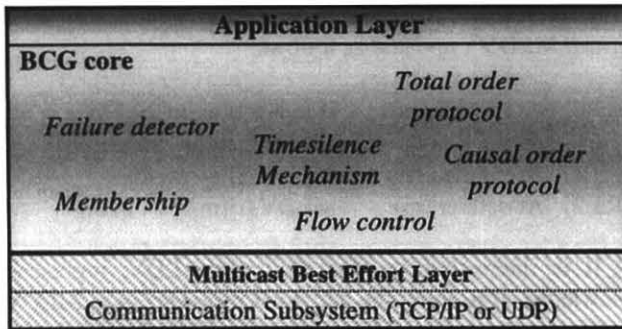 Application Layer
BCG core
Total order
protocol
Failure detector
Timesilence
Mechanism
Causal order
protocol
Membership
Flow control
Multicast Best Effort Layer
Communication Subsystem (TCP/IP or UDP)